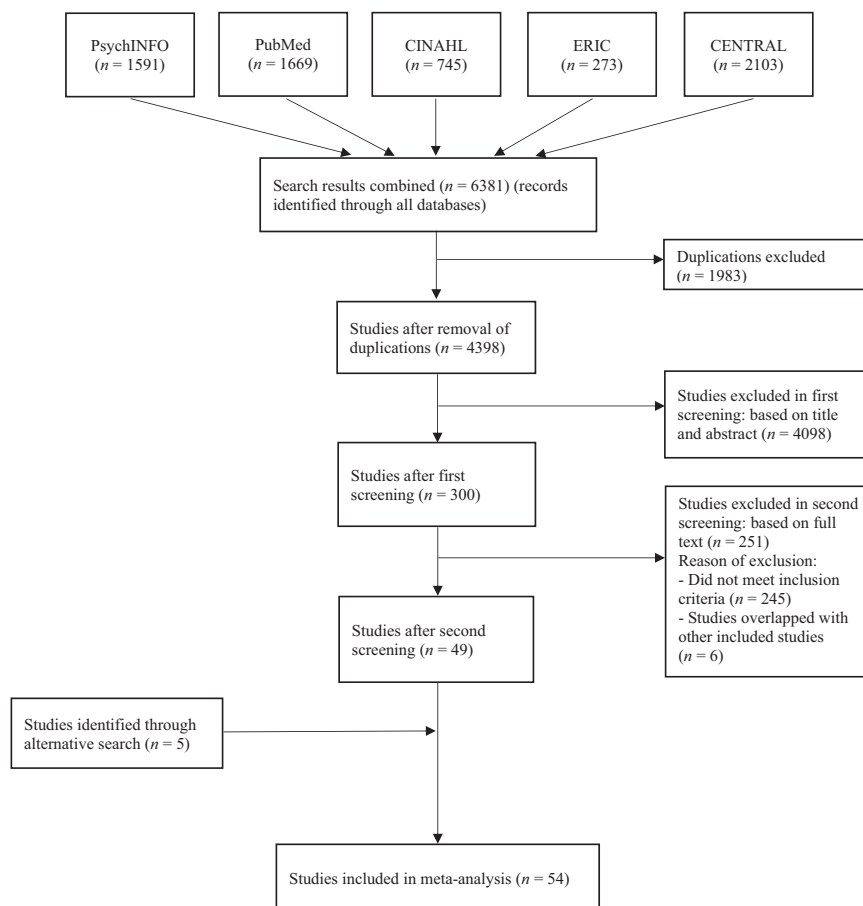 PsychINFO
(n = 1591)
PubMed
(n = 1669)
CINAHL
(n = 745)
ERIC
(n = 273)
CENTRAL
(n = 2103)
Search results combined (n = 6381) (records
identified through all databases)
Duplications excluded
(n = 1983)
Studies after removal of
duplications (n = 4398)
Studies excluded in first
screening: based on title
and abstract (n = 4098)
Studies after first
screening (n = 300)
Studies excluded in second
screening: based on full
text (n = 251)
Reason of exclusion:
- Did not meet inclusion
criteria (n = 245)
- Studies overlapped with
other included studies
(n = 6)
Studies after second
screening (n = 49)
Studies identified through
alternative search (n = 5)
Studies included in meta-analysis (n = 54)